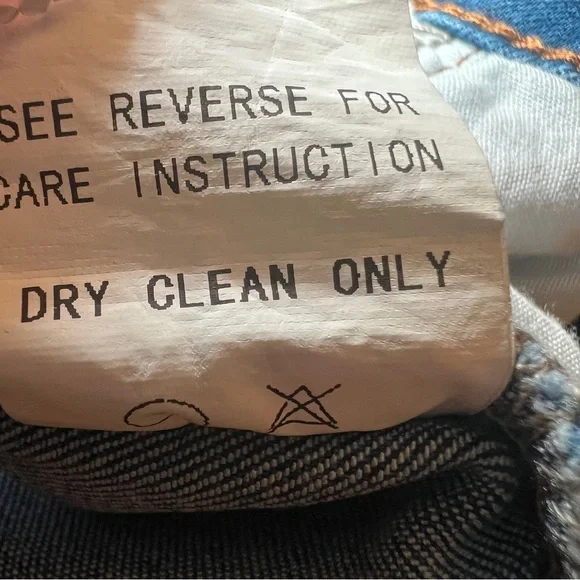 SEE REVERSE FOR
CARE INSTRUCTION
DRY CLEAN ONLY